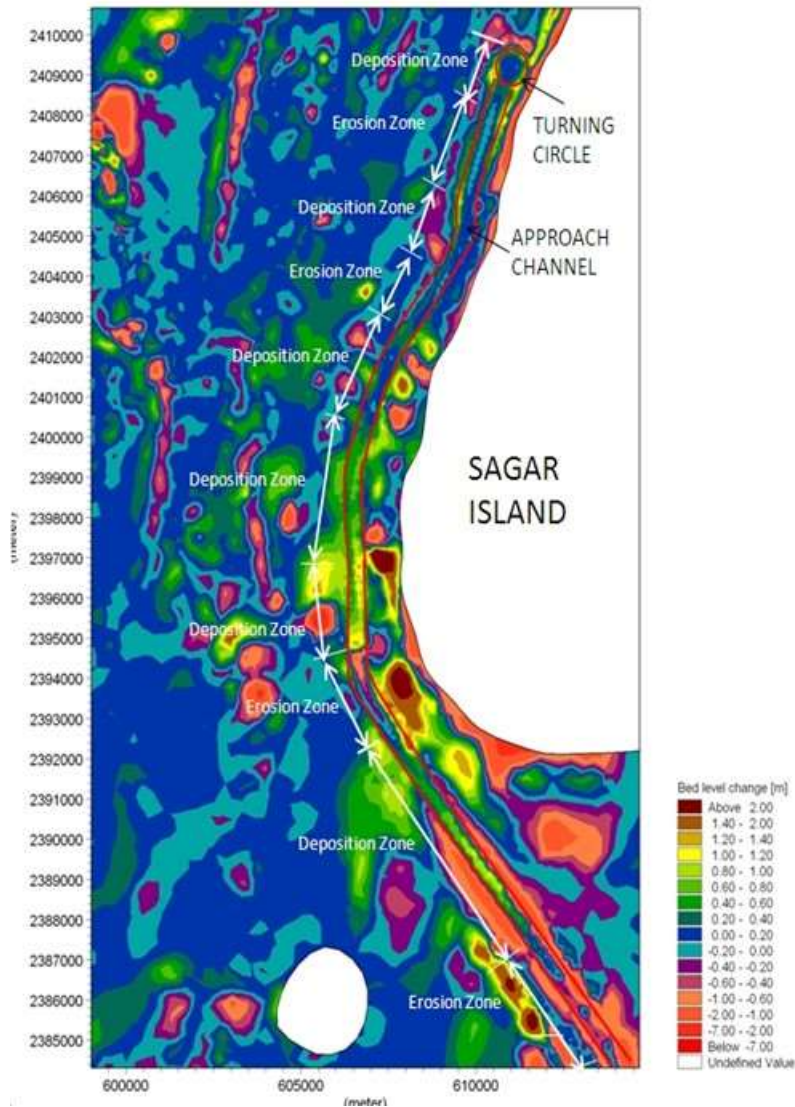 2410000
2409000
2408000
2407000
2406000
2405000
2404000
2403000
2402000
2401000
2400000
2399000
2398000
2397000
2396000
2395000
2394000
2393000
2392000
2391000
2390000
2389000
2388000
2387000
2386000
2385000
Deposition Zone
Erosion Zone
Deposition Zone
Erosion Zone
Deposition Zone
Deposition Zone
Deposition Zone
Erosion Zone
Deposition Zone
Erosion Zone
TURNING
CIRCLE
APPROACH
CHANNEL
SAGAR
ISLAND
600000
605000
610000
(meter)
Bed level change [m]
Above 2.00
1.40 - 2.00
1.20 - 1.40
1.00 - 1.20
0.80 - 1.00
0.60 - 0.80
0.40 - 0.60
0.20 - 0.40
0.00 - 0.20
-0.20 - 0.00
-0.40 - -0.20
-0.60 - -0.40
-1.00 - -0.60
-2.00 - -1.00
-7.00 - -2.00
Below -7.00
Undefined Value